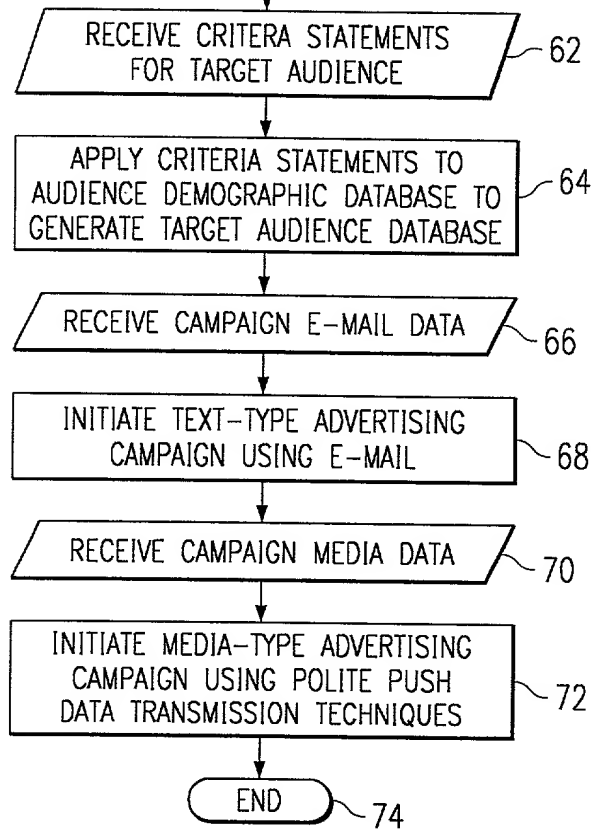 RECEIVE CRITERA STATEMENTS
FOR TARGET AUDIENCE
62
APPLY CRITERIA STATEMENTS TO
AUDIENCE DEMOGRAPHIC DATABASE TO
GENERATE TARGET AUDIENCE DATABASE
64
RECEIVE CAMPAIGN E-MAIL DATA
66
INITIATE TEXT-TYPE ADVERTISING
CAMPAIGN USING E-MAIL
68
RECEIVE CAMPAIGN MEDIA DATA
70
INITIATE MEDIA-TYPE ADVERTISING
CAMPAIGN USING POLITE PUSH
DATA TRANSMISSION TECHNIQUES
72
END
74